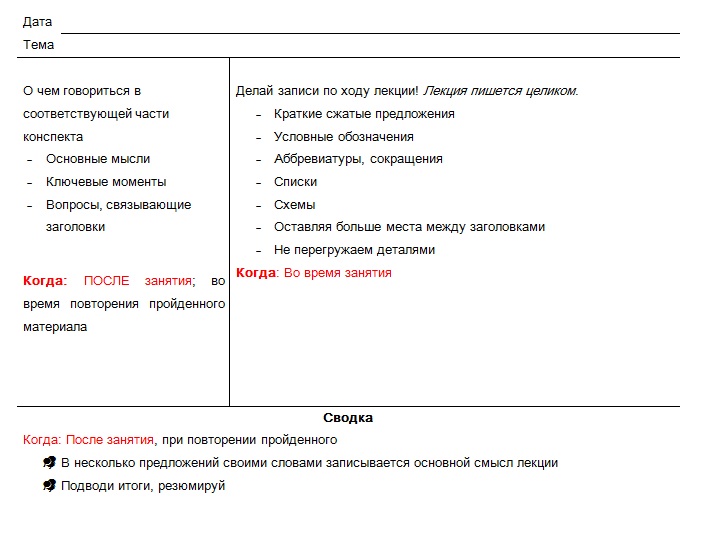 Дата
Тема
О чем говориться в
соответствующей части
конспекта
- Основные мысли
- Ключевые моменты
- Вопросы, связывающие
заголовки
Когда: ПОСЛЕ занятия; во
время повторения пройденного
материала
Делай записи по ходу лекции! Лекция пишется целиком.
- Краткие сжатые предложения
- Условные обозначения
- Аббревиатуры, сокращения
- Списки
- Схемы
- Оставляя больше места между заголовками
- Не перегружаем деталями
Когда: Во время занятия
Сводка
Когда: После занятия, при повторении пройденного
В несколько предложений своими словами записывается основной смысл лекции
Подводи итоги, резюмируй